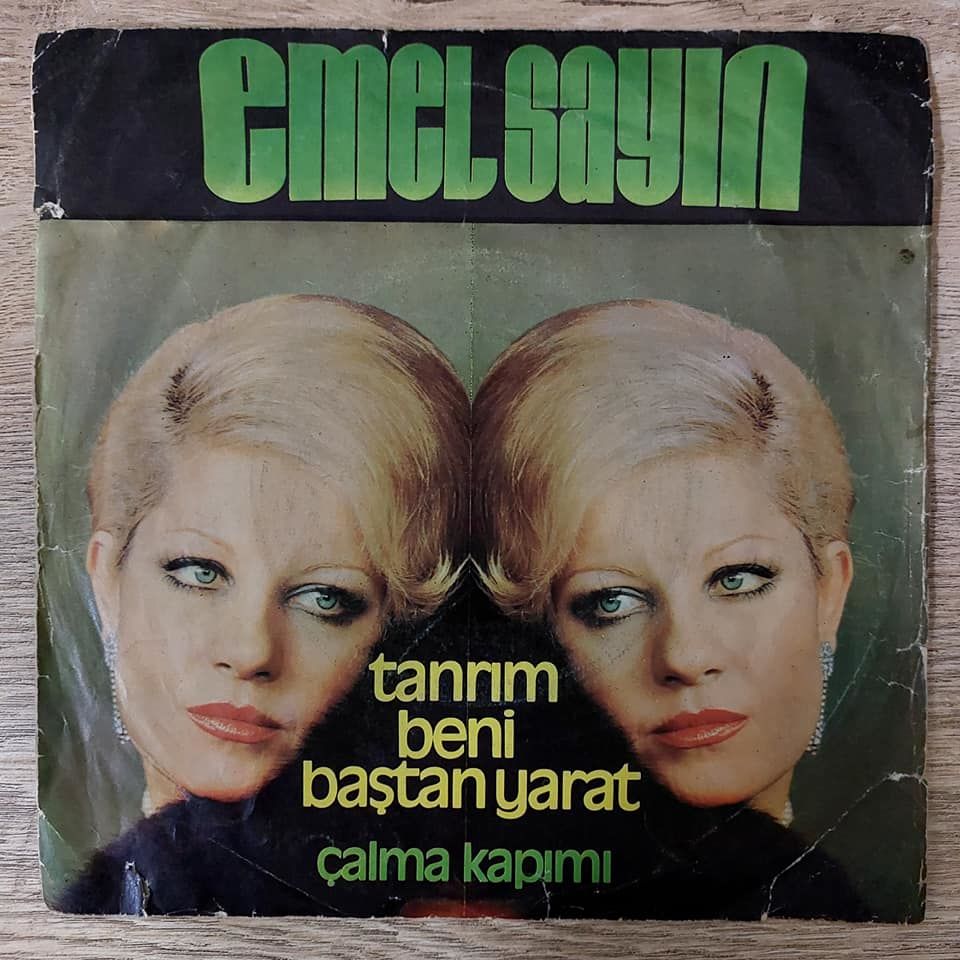 emel sayın
tanrım
beni
baştan yarat
çalma kapımı